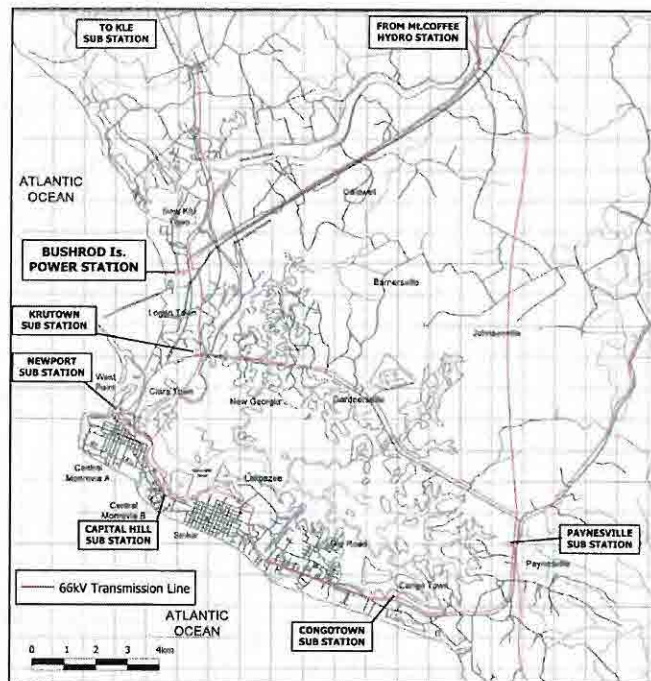 TO KLE
SUB STATION
FROM Mt.COFFEE
HYDRO STATION
ATLANTIC
OCEAN
Caldwell
Town
BUSHROD Is.
POWER STATION
Barnersville
KRUTOWN
SUB STATION
Logan Town
Johnsonville
NEWPORT
SUB STATION
West
Point
Clara Town
New Georgia
Gardnersville
Central
Monrovia A
Lakpazee
Central
Monrovia B
CAPITAL HILL
SUB STATION
Sinkor
Old Road
PAYNESVILLE
SUB STATION
Paynesville
66kV Transmission Line
Congo Town
ATLANTIC
OCEAN
CONGOTOWN
SUB STATION
0 1 2 3 4km